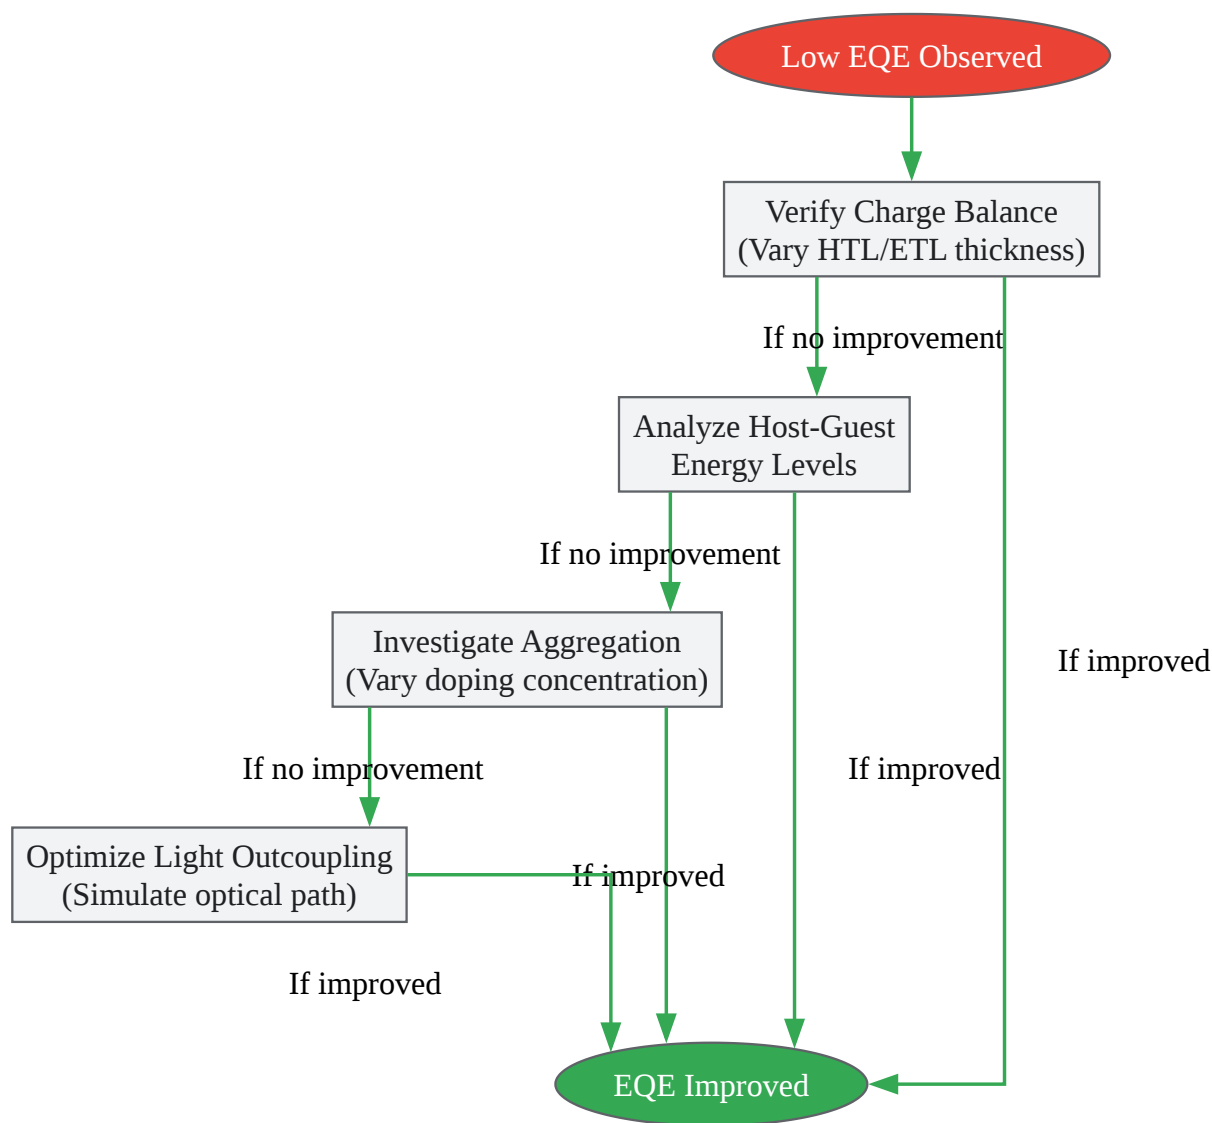 Low EQE Observed
Verify Charge Balance
(Vary HTL/ETL thickness)
If no improvement
Analyze Host-Guest
Energy Levels
If no improvement
Investigate Aggregation
(Vary doping concentration)
If improved
If no improvement
If improved
Optimize Light Outcoupling
(Simulate optical path)
If improved
If improved
EQE Improved